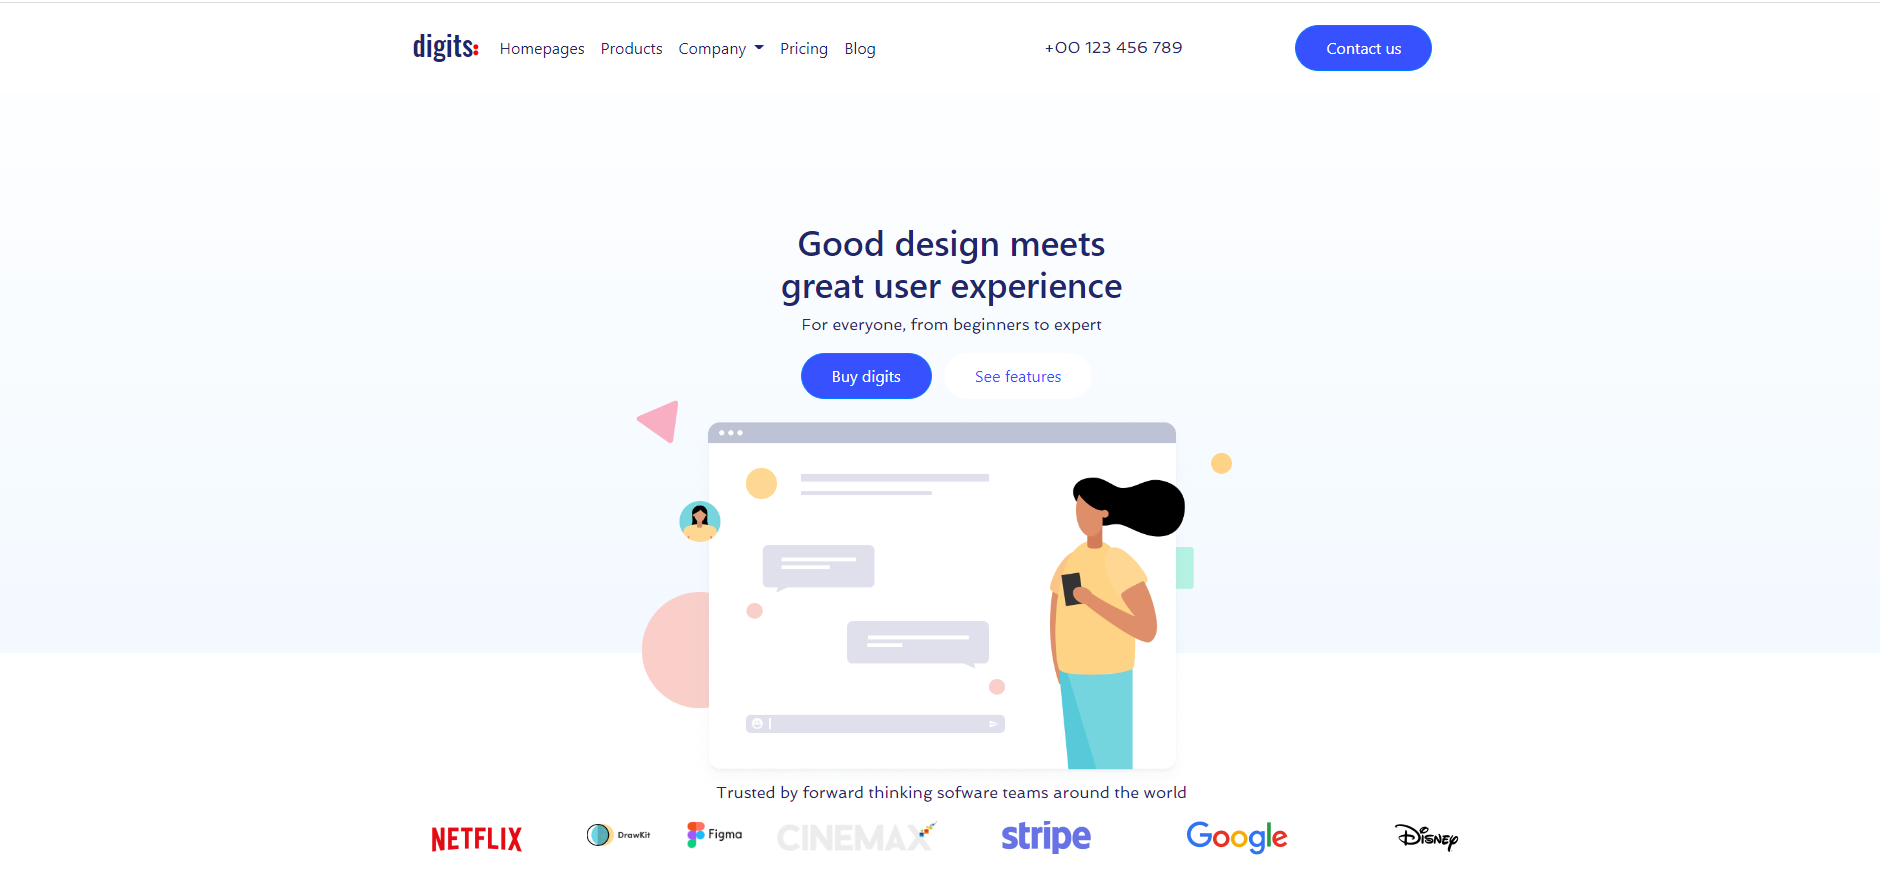 digits:
Homepages Products Company Pricing Blog
+00 123 456 789
Contact us
Good design meets
great user experience
For everyone, from beginners to expert
Buy digits
See features
Trusted by forward thinking sofware teams around the world
NETFLIX DrawKit Figma CINEMAX stripe Google Disney